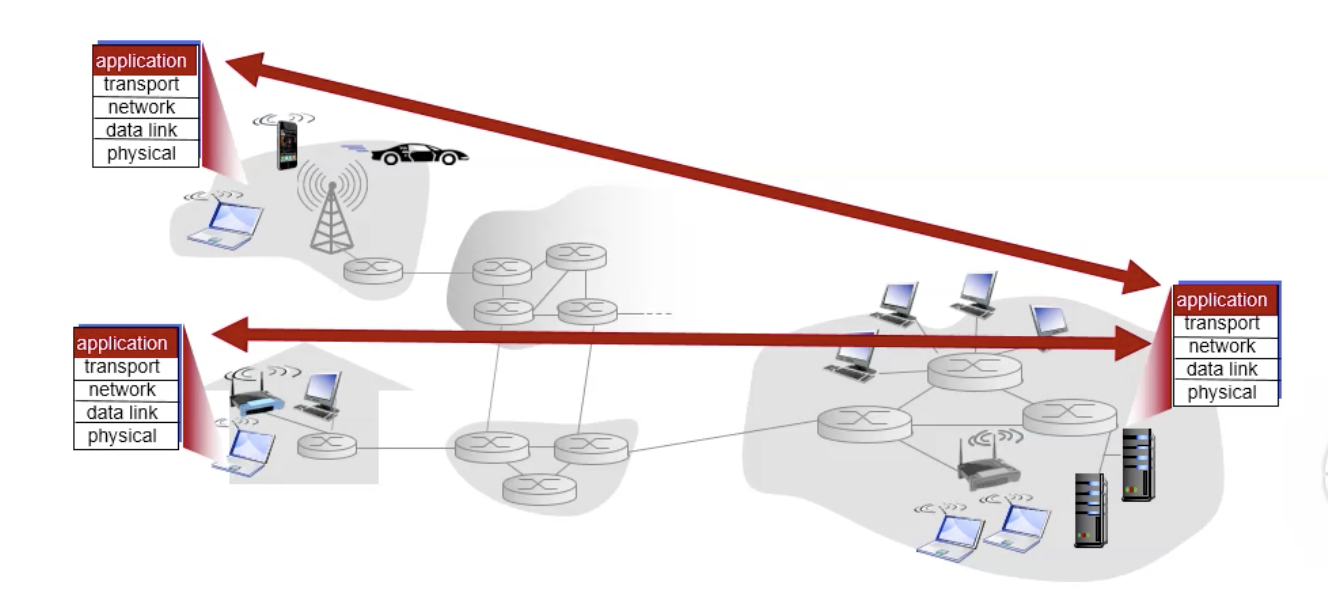 application
transport
network
data link
physical
application
transport
network
data link
physical
application
transport
network
data link
physical